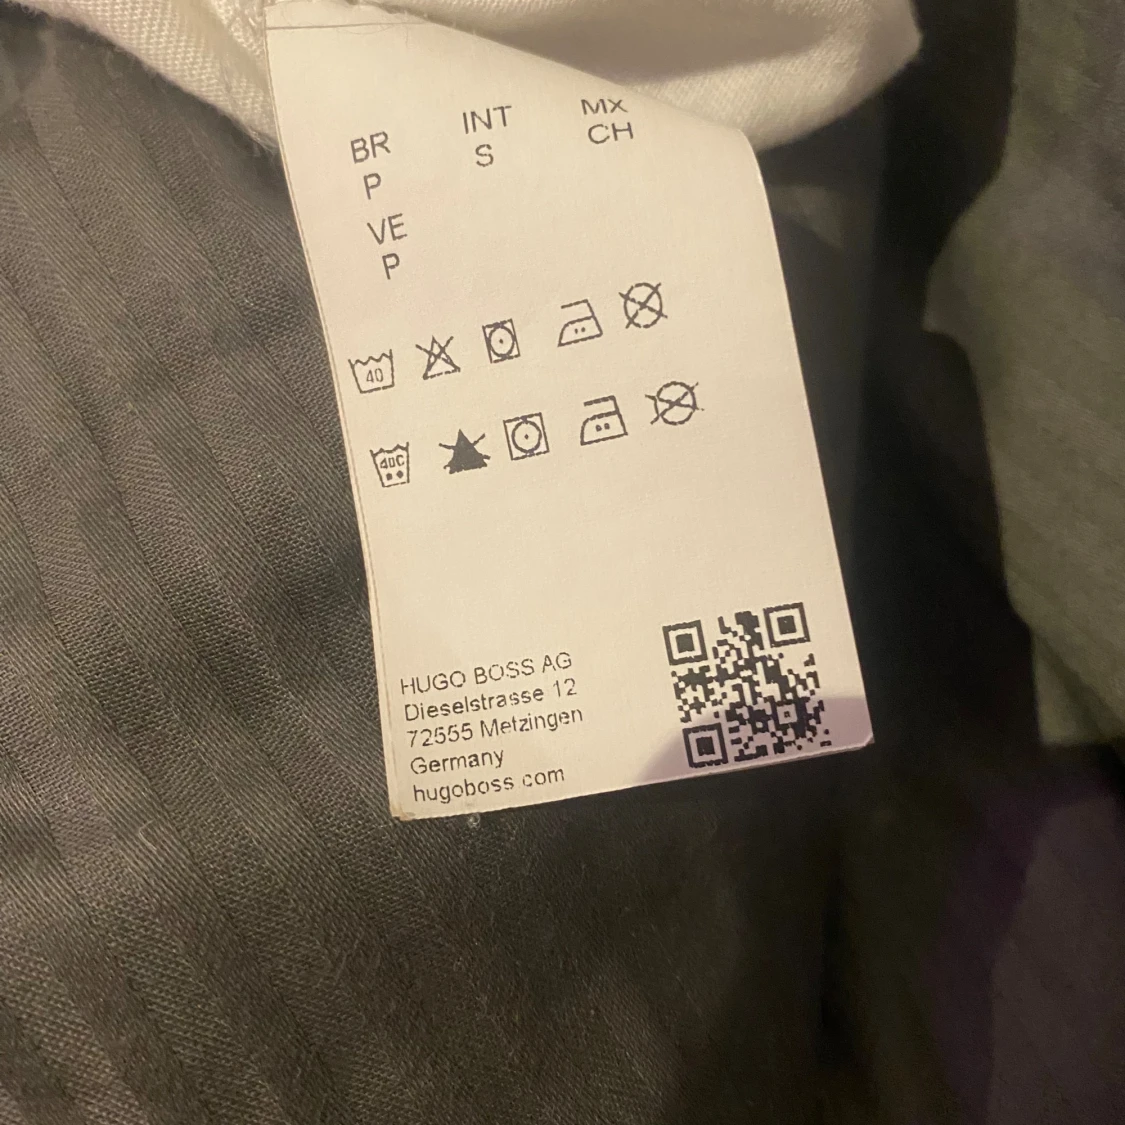 BR INT MX
P S CH
VE
P
40
40C
HUGO BOSS AG
Dieselstrasse 12
72555 Metzingen
Germany
hugoboss com